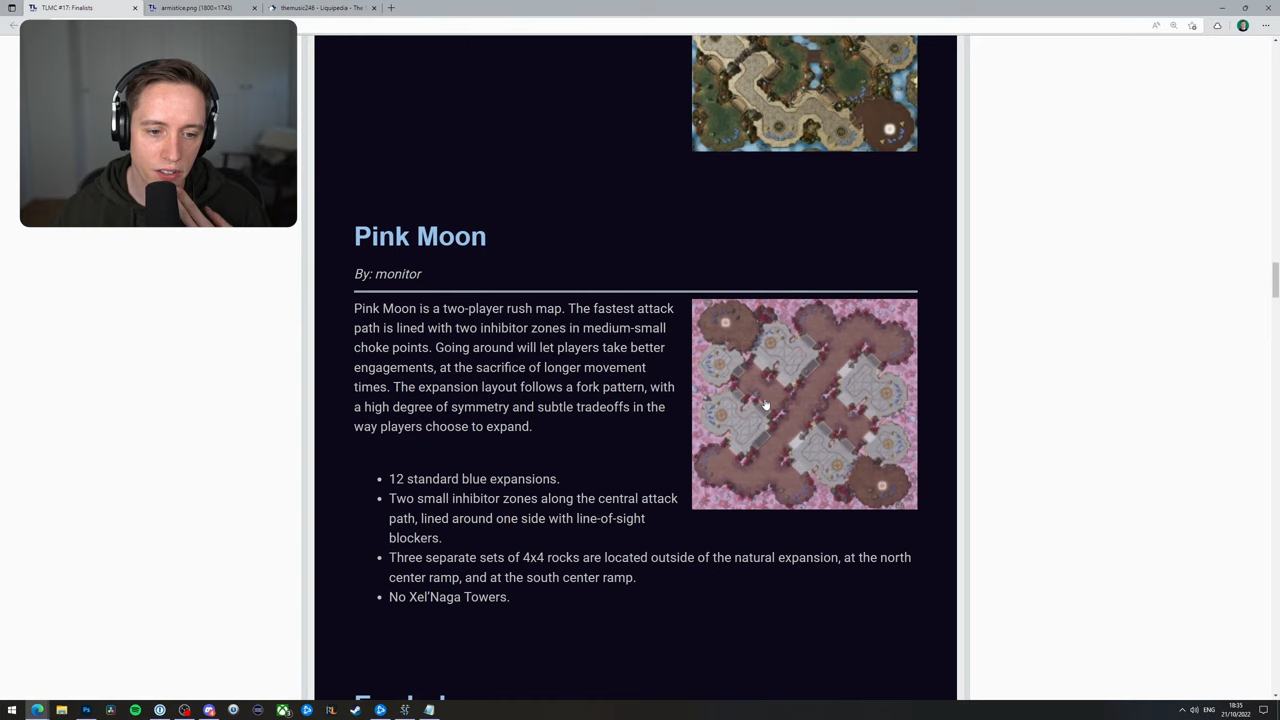 TLMC #17: Finalists
armistice.png (1800×1743)
themusic246 - Liquipedia - The
Pink Moon
By: monitor
Pink Moon is a two-player rush map. The fastest attack
path is lined with two inhibitor zones in medium-small
choke points. Going around will let players take better
engagements, at the sacrifice of longer movement
times. The expansion layout follows a fork pattern, with
a high degree of symmetry and subtle tradeoffs in the
way players choose to expand.
12 standard blue expansions.
Two small inhibitor zones along the central attack
path, lined around one side with line-of-sight
blockers.
Three separate sets of 4x4 rocks are located outside of the natural expansion, at the north
center ramp, and at the south center ramp.
No Xel'Naga Towers.
ENG
18:35
21/10/2022